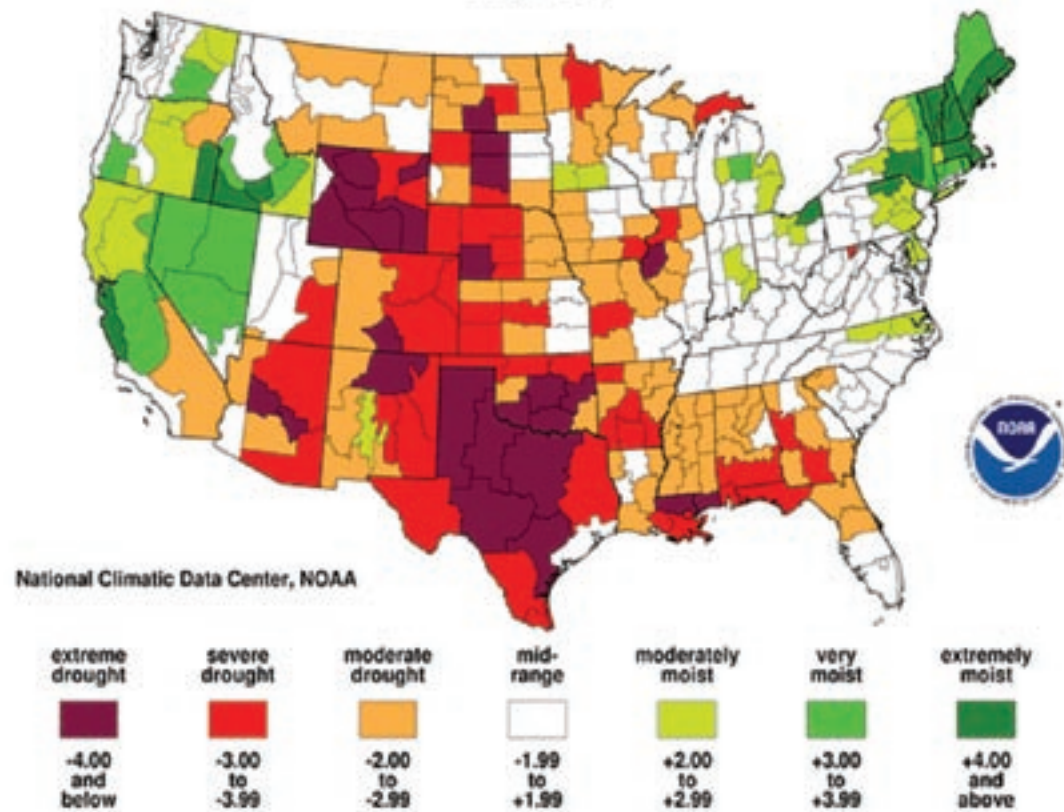 NOAA
National Climatic Data Center, NOAA
extreme drought
severe drought
moderate drought
mid-range
moderately moist
very moist
extremely moist
-4.00 and below
-3.00 to -3.99
-2.00 to -2.99
-1.99 to +1.99
+2.00 to +2.99
+3.00 to +3.99
+4.00 and above